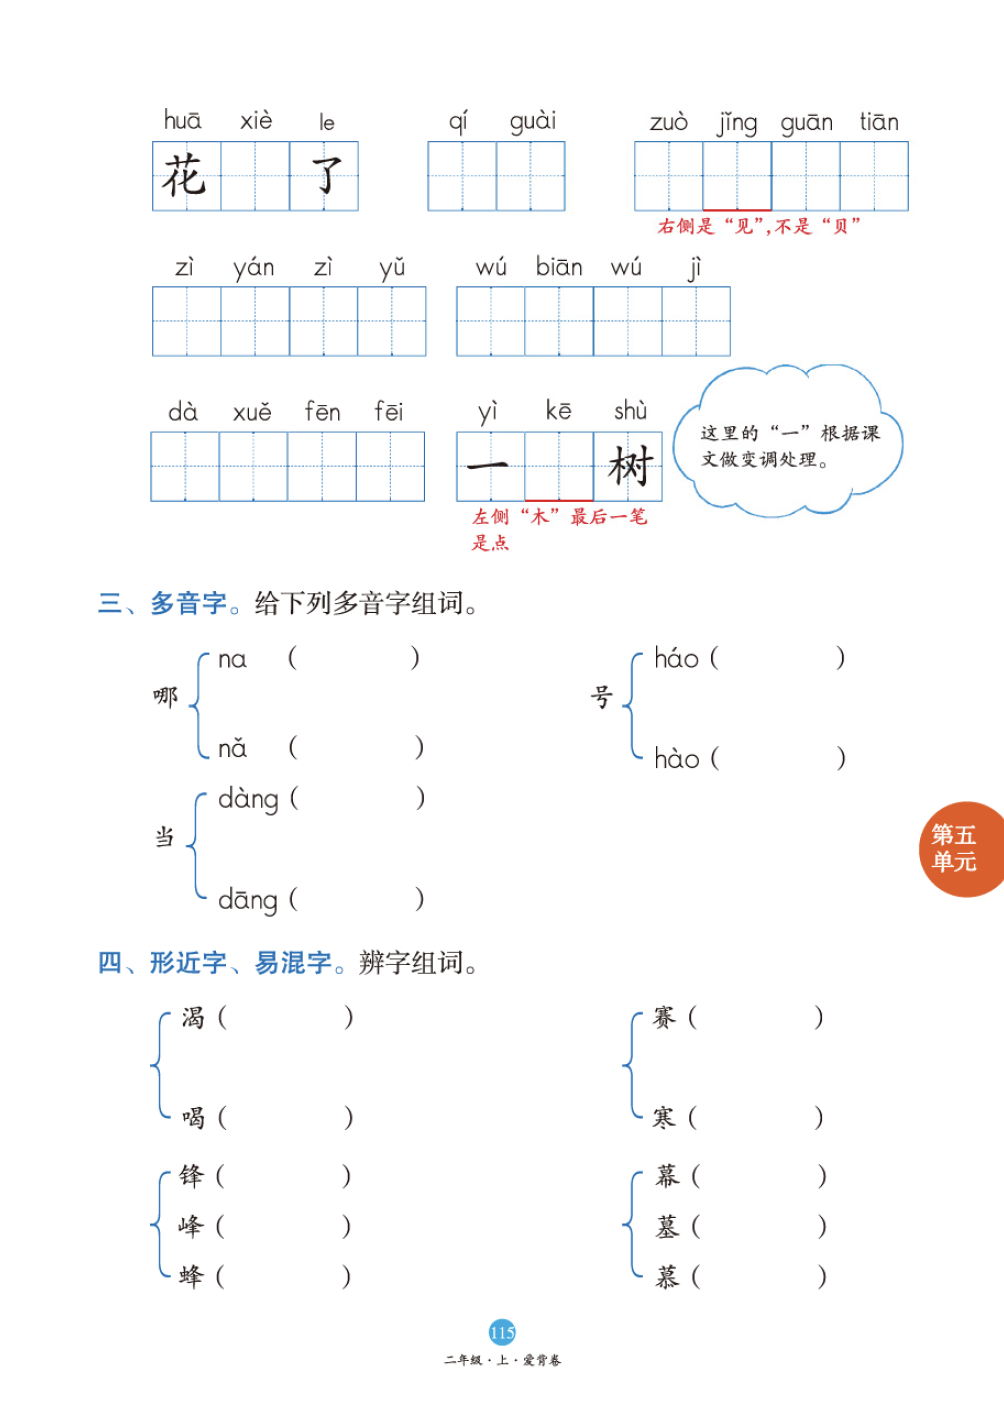 huā xiè le qí guài zuò jǐng guān tiān
花 了
右侧是“见”,不是“贝”
zì yán zì yǔ wú biān wú jì
dà xuě fēn fēi yì kē shù
一 树
这里的“一”根据课
文做变调处理。
左侧“木”最后一笔
是点
三、多音字。给下列多音字组词。
哪 na ( ) 号 háo ( )
nǎ ( ) hào ( )
当 dàng ( )
dāng ( )
第五
单元
四、形近字、易混字。辨字组词。
渴 ( ) 赛 ( )
喝 ( ) 寒 ( )
锋 ( ) 幕 ( )
峰 ( ) 墓 ( )
蜂 ( ) 慕 ( )
115
二年级·上·爱背卷